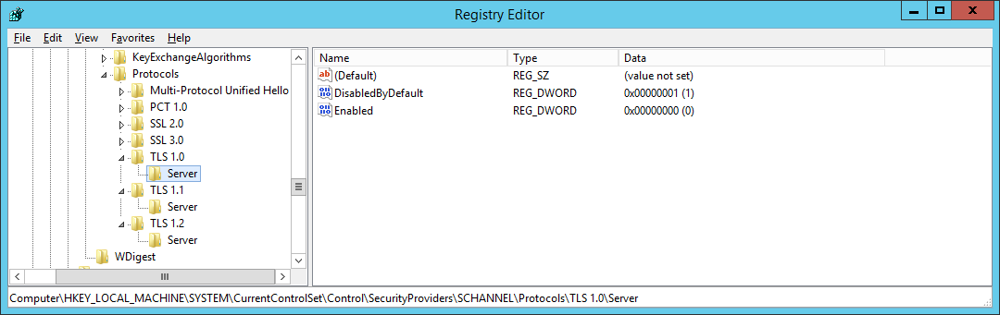 Registry Editor
File Edit View Favorites Help
KeyExchangeAlgorithms
Protocols
Multi-Protocol Unified Hello
PCT 1.0
SSL 2.0
SSL 3.0
TLS 1.0
Server
TLS 1.1
Server
TLS 1.2
Server
WDigest
Name Type Data
(Default) REG_SZ (value not set)
DisabledByDefault REG_DWORD 0x00000001 (1)
Enabled REG_DWORD 0x00000000 (0)
Computer\HKEY_LOCAL_MACHINE\SYSTEM\CurrentControlSet\Control\SecurityProviders\SCHANNEL\Protocols\TLS 1.0\Server